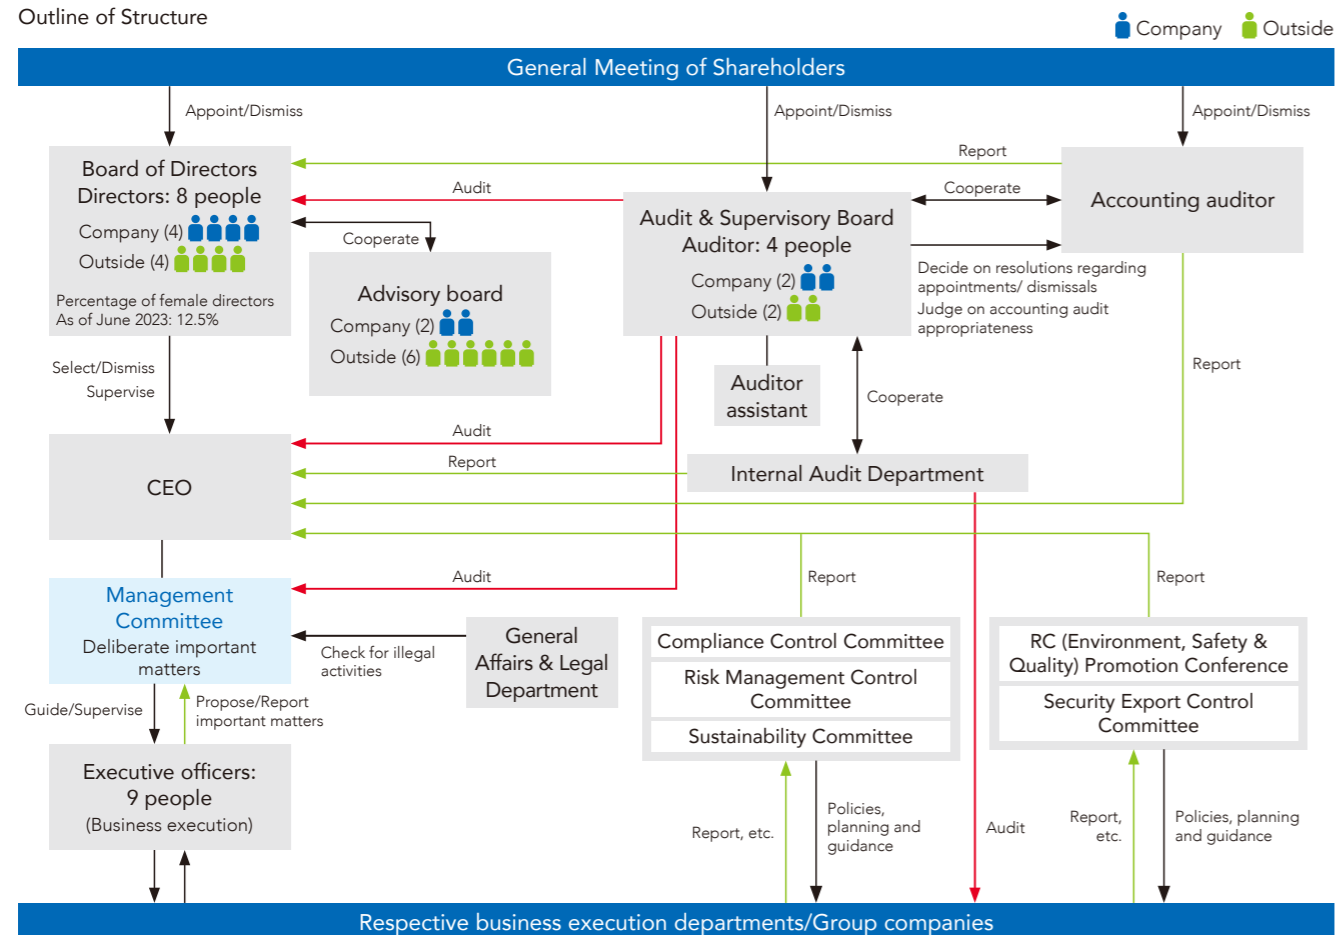 Outline of Structure
Company
Outside
General Meeting of Shareholders
Appoint/Dismiss
Appoint/Dismiss
Appoint/Dismiss
Board of Directors
Directors: 8 people
Company (4)
Outside (4)
Percentage of female directors
As of June 2023: 12.5%
Report
Audit
Cooperate
Advisory board
Company (2)
Outside (6)
Audit & Supervisory Board
Auditor: 4 people
Company (2)
Outside (2)
Cooperate
Accounting auditor
Decide on resolutions regarding
appointments/ dismissals
Judge on accounting audit
appropriateness
Select/Dismiss
Supervise
Auditor
assistant
Cooperate
Report
Audit
Report
CEO
Internal Audit Department
Audit
Report
Report
Management
Committee
Deliberate important
matters
Check for illegal
activities
General
Affairs & Legal
Department
Compliance Control Committee
Risk Management Control
Committee
Sustainability Committee
RC (Environment, Safety &
Quality) Promotion Conference
Security Export Control
Committee
Guide/Supervise
Propose/Report
important matters
Executive officers:
9 people
(Business execution)
Report, etc.
Policies,
planning and
guidance
Audit
Report,
etc.
Policies, planning
and guidance
Respective business execution departments/Group companies